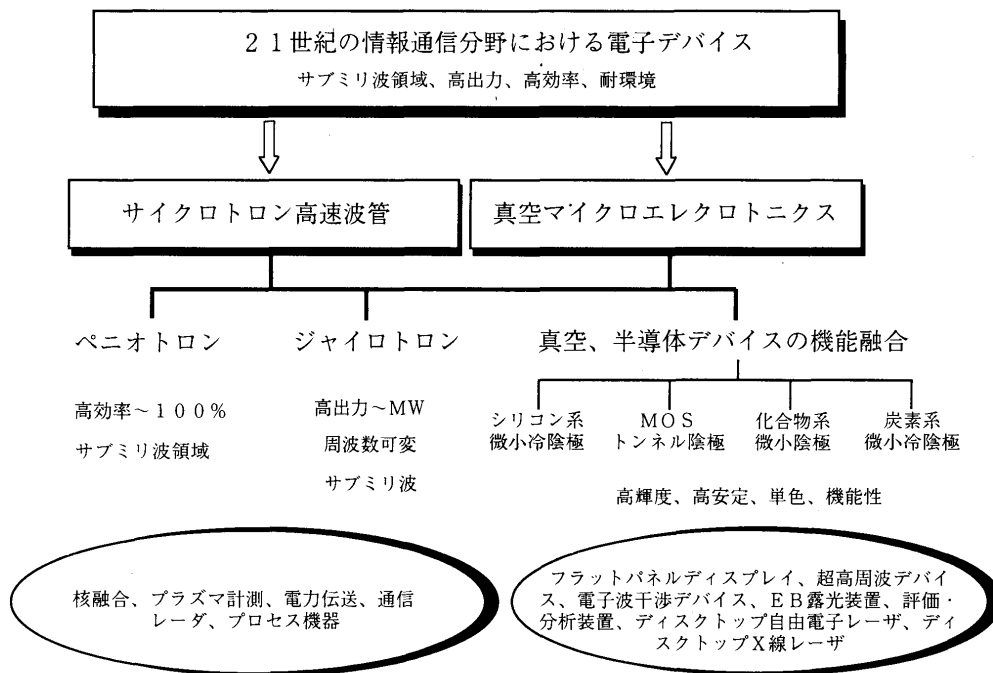 21世紀の情報通信分野における電子デバイス
サブミリ波領域、高出力、高効率、耐環境
サイクロトロン高速波管
真空マイクロエレクロトニクス
ペニオトロン
ジャイロトロン
真空、半導体デバイスの機能融合
高効率~100%
サブミリ波領域
高出力~MW
周波数可変
サブミリ波
シリコン系
微小冷陰極
MOS
トンネル陰極
化合物系
微小陰極
炭素系
微小冷陰極
高輝度、高安定、単色、機能性
核融合、プラズマ計測、電力伝送、通信
レーダ、プロセス機器
フラットパネルディスプレイ、超高周波デバイ
ス、電子波干渉デバイス、EB露光装置、評価・
分析装置、ディスクトップ自由電子レーザ、ディ
スクトップX線レーザ